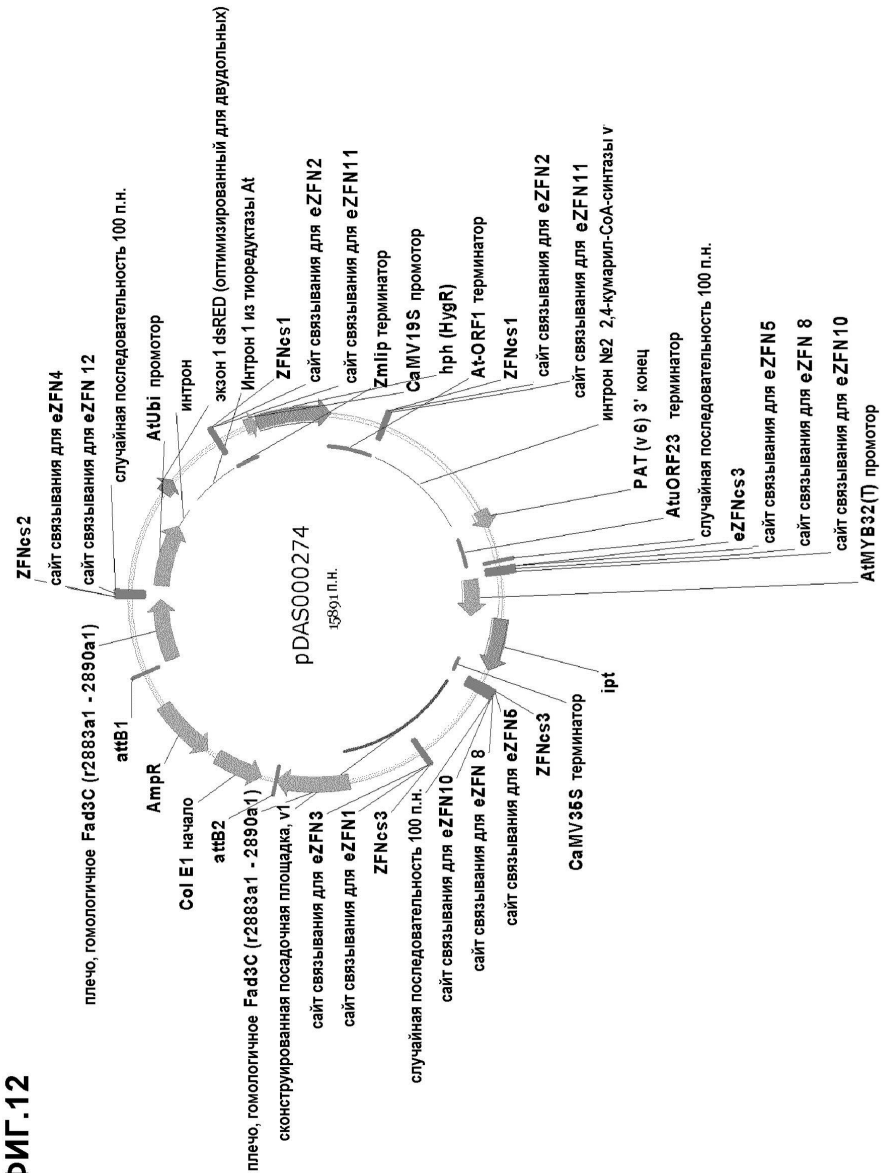 ФИГ.12
ZFNcs2
сайт связывания для eZFN4
сайт связывания для eZFN 12
случайная последовательность 100 п.н.
AtUbi промотор
интрон
экзон 1 dsRED (оптимизированный для двудольных)
Интрон 1 из тиоредуктазы At
ZFNcs1
сайт связывания для eZFN2
сайт связывания для eZFN11
Zmlip терминатор
CaMV19S промотор
hph (HygR)
At-ORF1 терминатор
ZFNcs1
сайт связывания для eZFN2
сайт связывания для eZFN11
интрон №2 2,4-кумарил-CoA-синтазы v
PAT (v 6) 3' конец
AtuORF23 терминатор
случайная последовательность 100 п.н.
eZFNcs3
сайт связывания для eZFN5
сайт связывания для eZFN 8
сайт связывания для eZFN10
AtMYB32(T) промотор
ipt
CaMV35S терминатор
ZFNcs3
сайт связывания для eZFN5
сайт связывания для eZFN 8
сайт связывания для eZFN10
случайная последовательность 100 п.н.
ZFNcs3
сайт связывания для eZFN1
сайт связывания для eZFN3
сконструированная посадочная площадка, v1
плечо, гомологичное Fad3C (r2883a1 - 2890a1)
attB2
Col E1 начало
AmpR
attB1
плечо, гомологичное Fad3C (r2883a1 - 2890a1)
pDAS000274
15891 п.н.